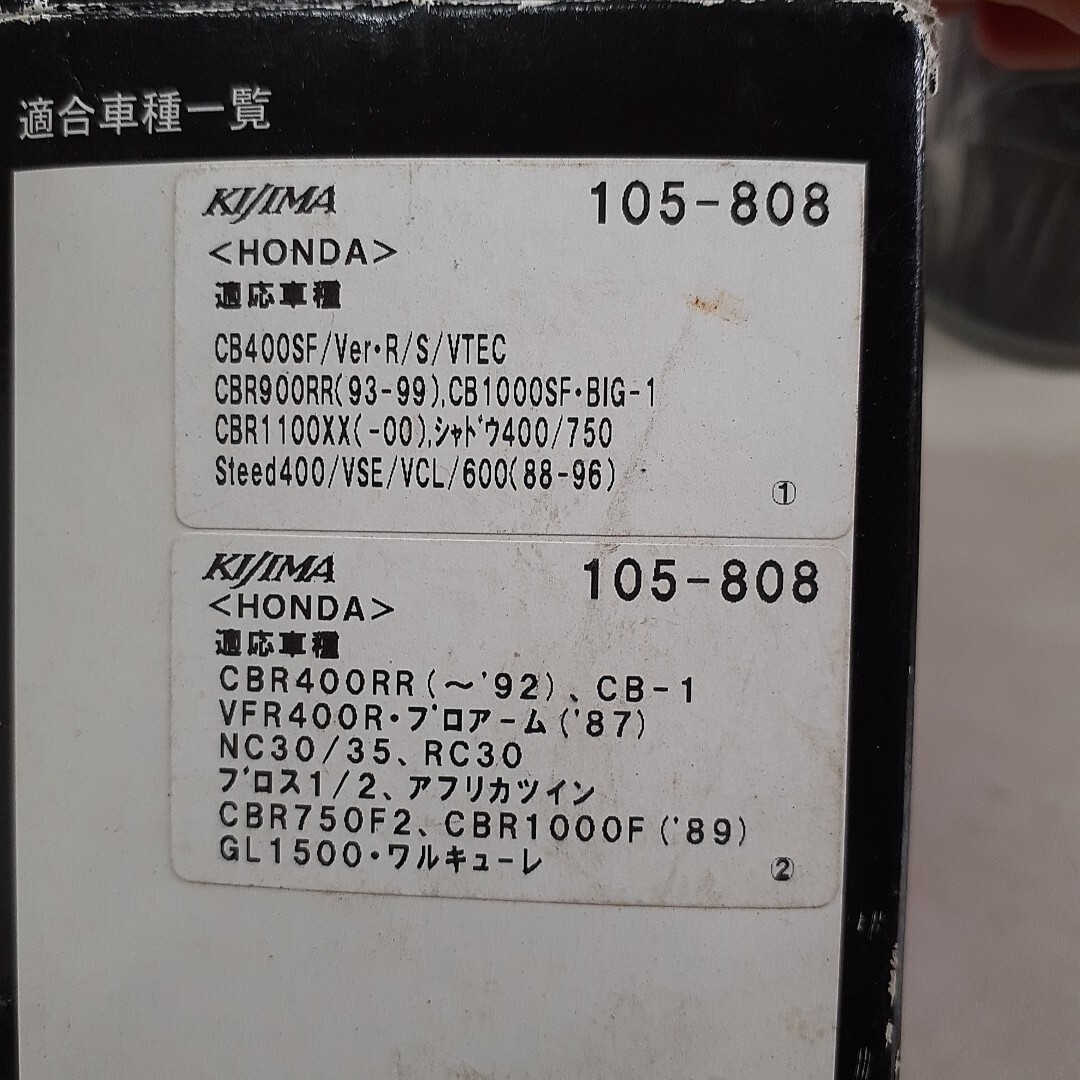 適合車種一覧
KIJIMA 105-808
<HONDA>
適応車種
CB400SF/Ver・R/S/VTEC
CBR900RR(93-99),CB1000SF・BIG-1
CBR1100XX(-00),ｼｬﾄﾞｳ400/750
Steed400/VSE/VCL/600(88-96)
①
KIJIMA 105-808
<HONDA>
適応車種
CBR400RR(～'92)、CB-1
VFR400R・プロアーム('87)
NC30/35、RC30
ブロス1/2、アフリカツイン
CBR750F2、CBR1000F('89)
GL1500・ワルキューレ
②